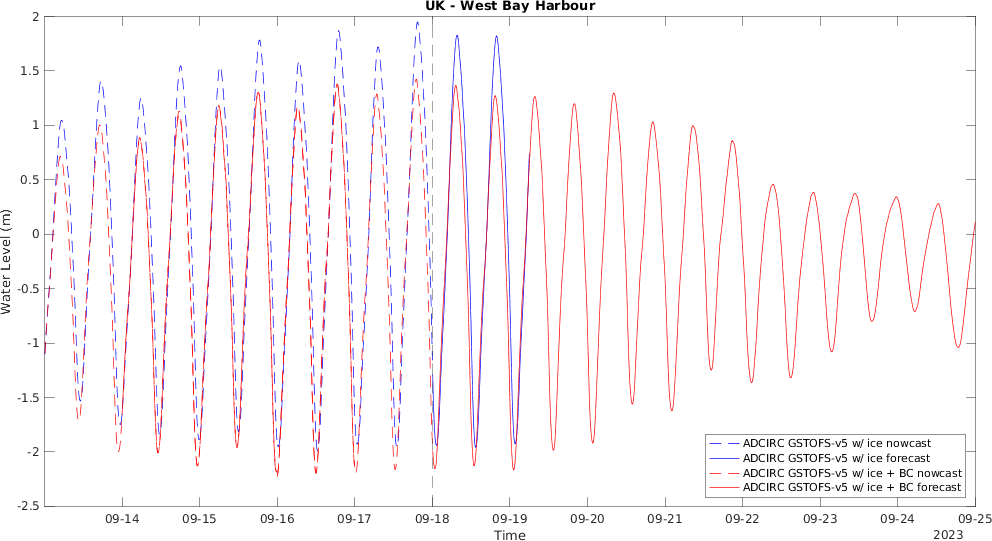 UK - West Bay Harbour
2
1.5
1
0.5
0
-0.5
-1
-1.5
-2
-2.5
Water Level (m)
09-14 09-15 09-16 09-17 09-18 09-19 09-20 09-21 09-22 09-23 09-24 09-25
Time
2023
ADCIRC GSTOFS-v5 w/ ice nowcast
ADCIRC GSTOFS-v5 w/ ice forecast
ADCIRC GSTOFS-v5 w/ ice + BC nowcast
ADCIRC GSTOFS-v5 w/ ice + BC forecast